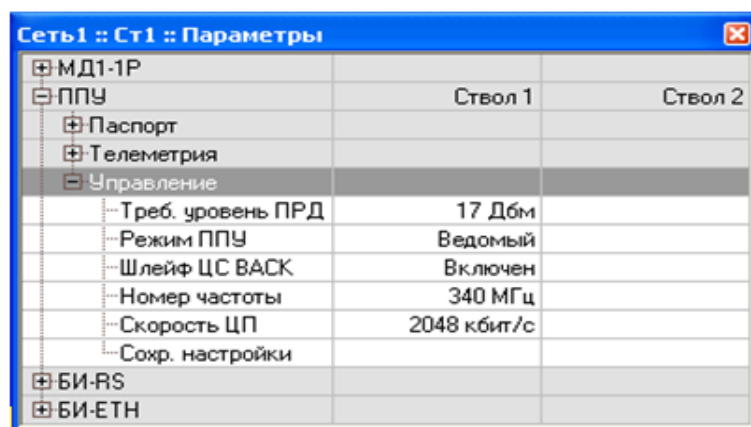 Сеть1 :: Ст1 :: Параметры
МД1-1Р
ППУ Ствол 1 Ствол 2
Паспорт
Телеметрия
Управление
Треб. уровень ПРД 17 Дбм
Режим ППУ Ведомый
Шлейф ЦС BACK Включен
Номер частоты 340 МГц
Скорость ЦП 2048 кбит/с
Сохр. настройки
БИ-RS
БИ-ETH